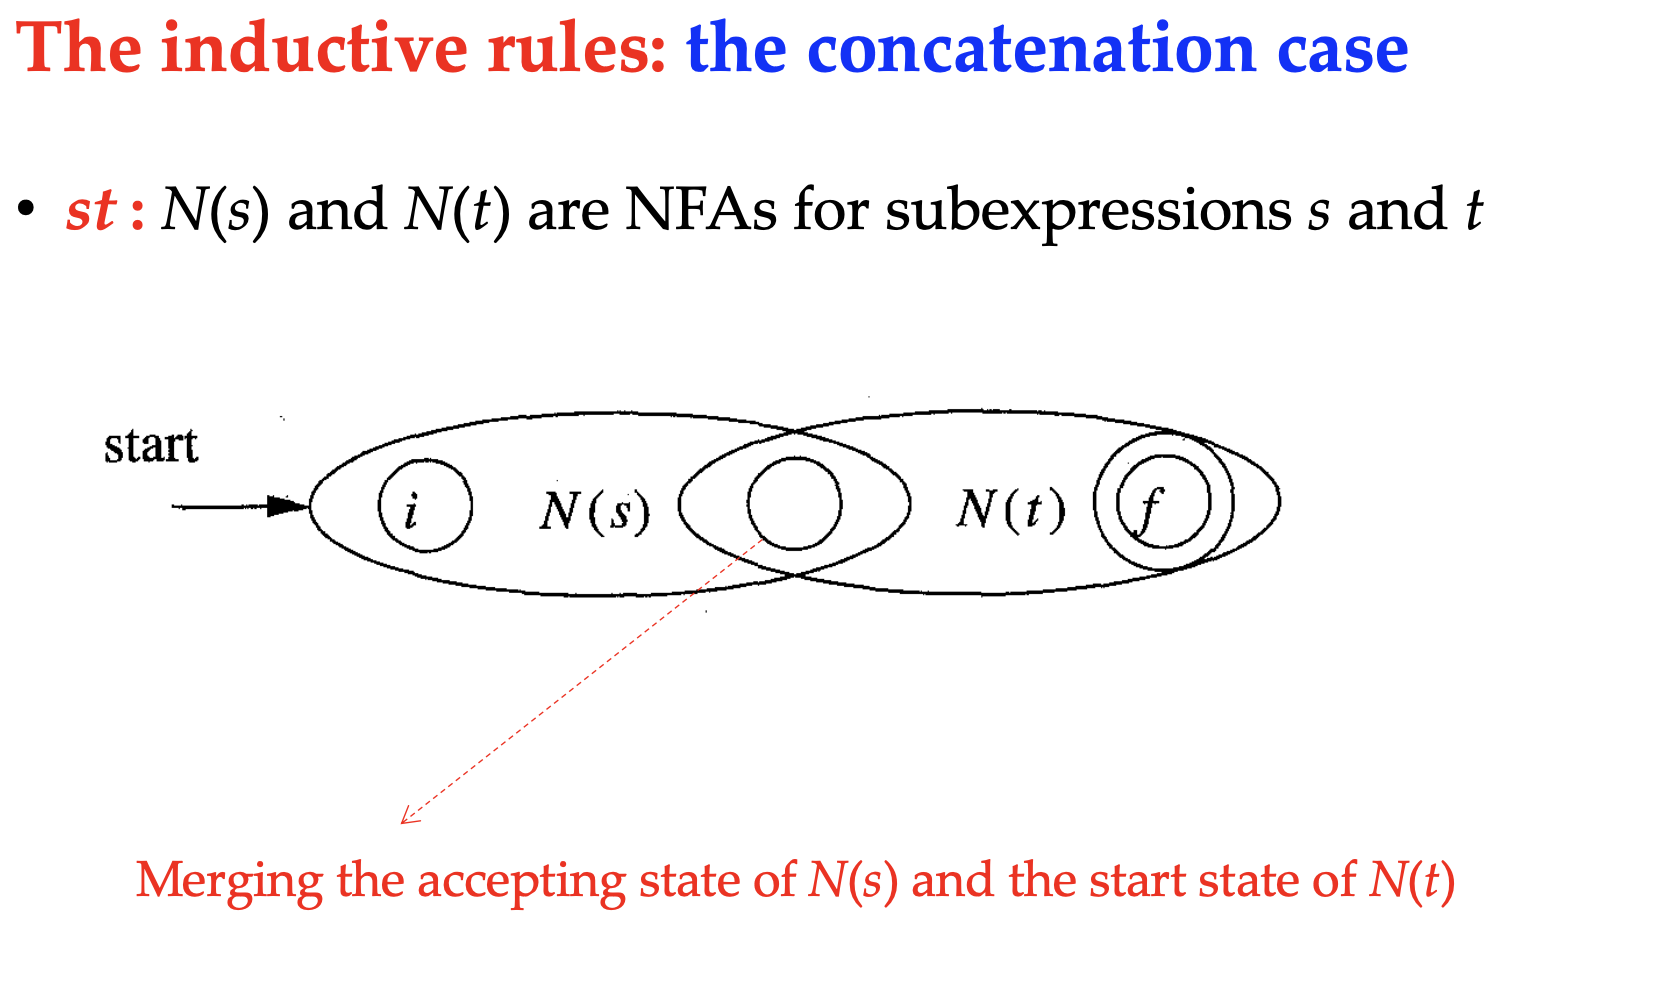 The inductive rules: the concatenation case
• st : N(s) and N(t) are NFAs for subexpressions s and t
start
i N(s) N(t) f
Merging the accepting state of N(s) and the start state of N(t)